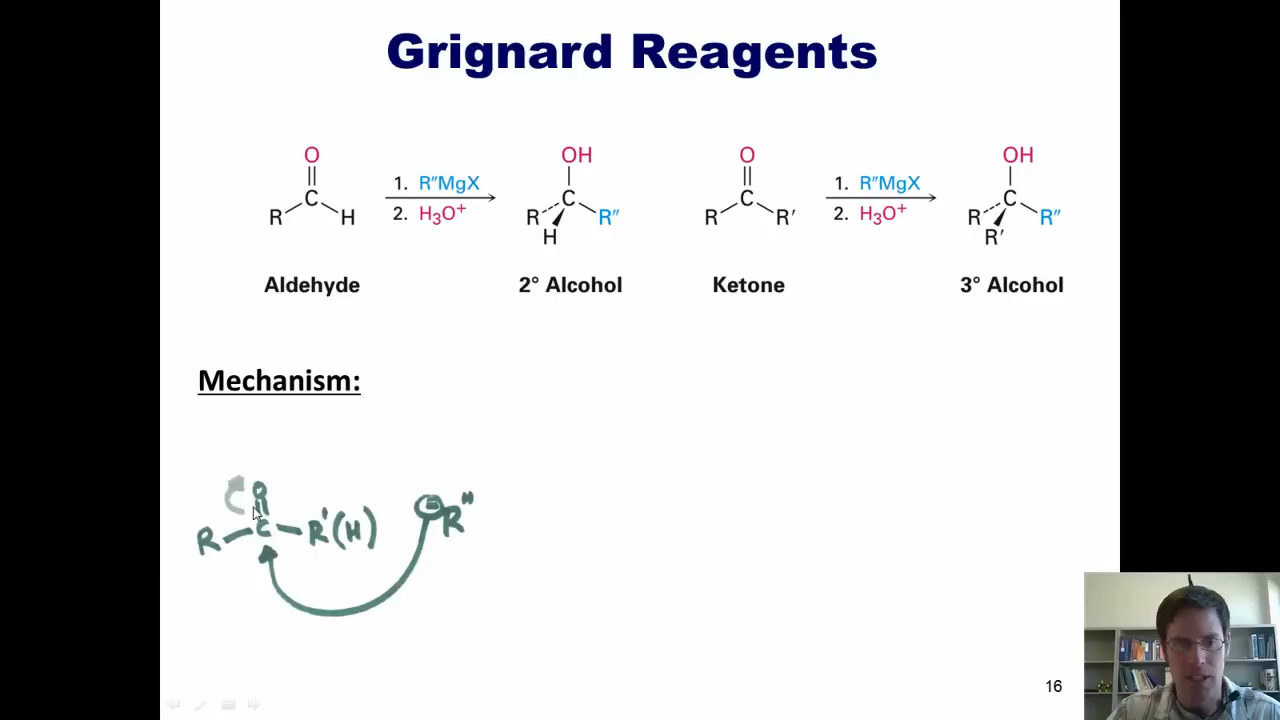 Grignard Reagents
O
R C H
1. R″MgX
2. H₃O⁺
OH
R C R″
H
O
R C R′
1. R″MgX
2. H₃O⁺
OH
R C R″
R′
Aldehyde
2° Alcohol
Ketone
3° Alcohol
Mechanism:
O
R C R'(H)
⊖R"
16